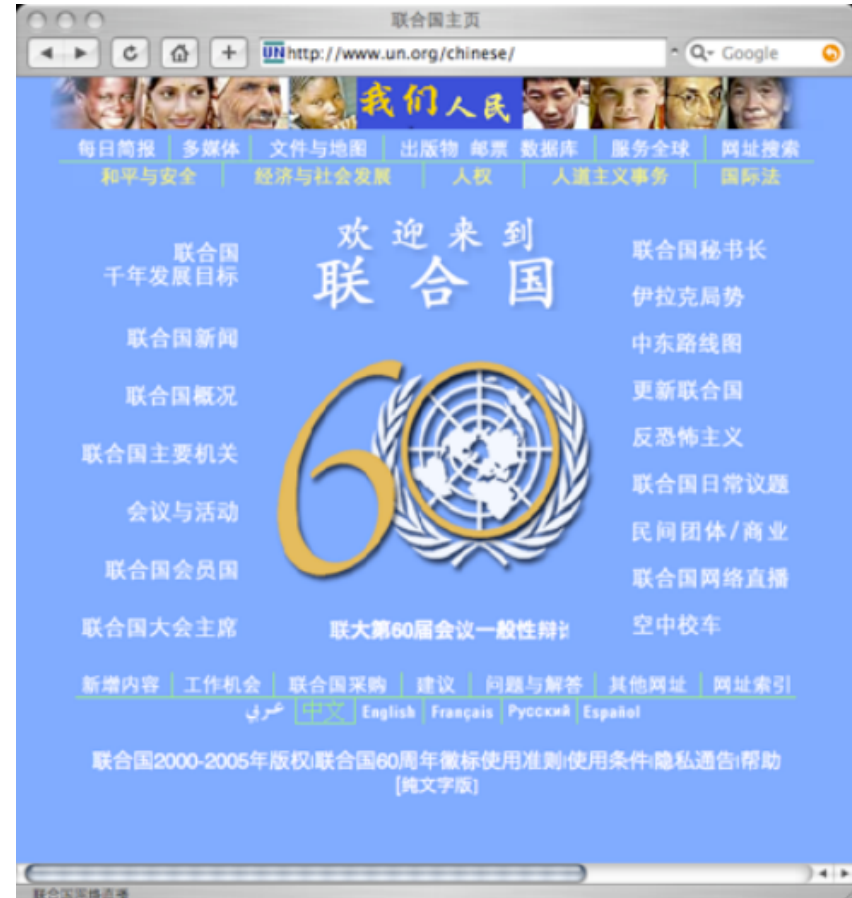 联合国主页
UN http://www.un.org/chinese/ Google
我们人民
每日简报 多媒体 文件与地图 出版物 邮票 数据库 服务全球 网址搜索
和平与安全 经济与社会发展 人权 人道主义事务 国际法
欢迎来到
联合国
联合国
千年发展目标
联合国新闻
联合国概况
联合国主要机关
会议与活动
联合国会员国
联合国大会主席
60
联大第60届会议一般性辩论
联合国秘书长
伊拉克局势
中东路线图
更新联合国
反恐怖主义
联合国日常议题
民间团体/商业
联合国网络直播
空中校车
新增内容 工作机会 联合国采购 建议 问题与解答 其他网址 网址索引
عربي 中文 English Français Русский Español
联合国2000-2005年版权|联合国60周年徽标使用准则|使用条件|隐私通告|帮助
[纯文字版]
联合国网络直播